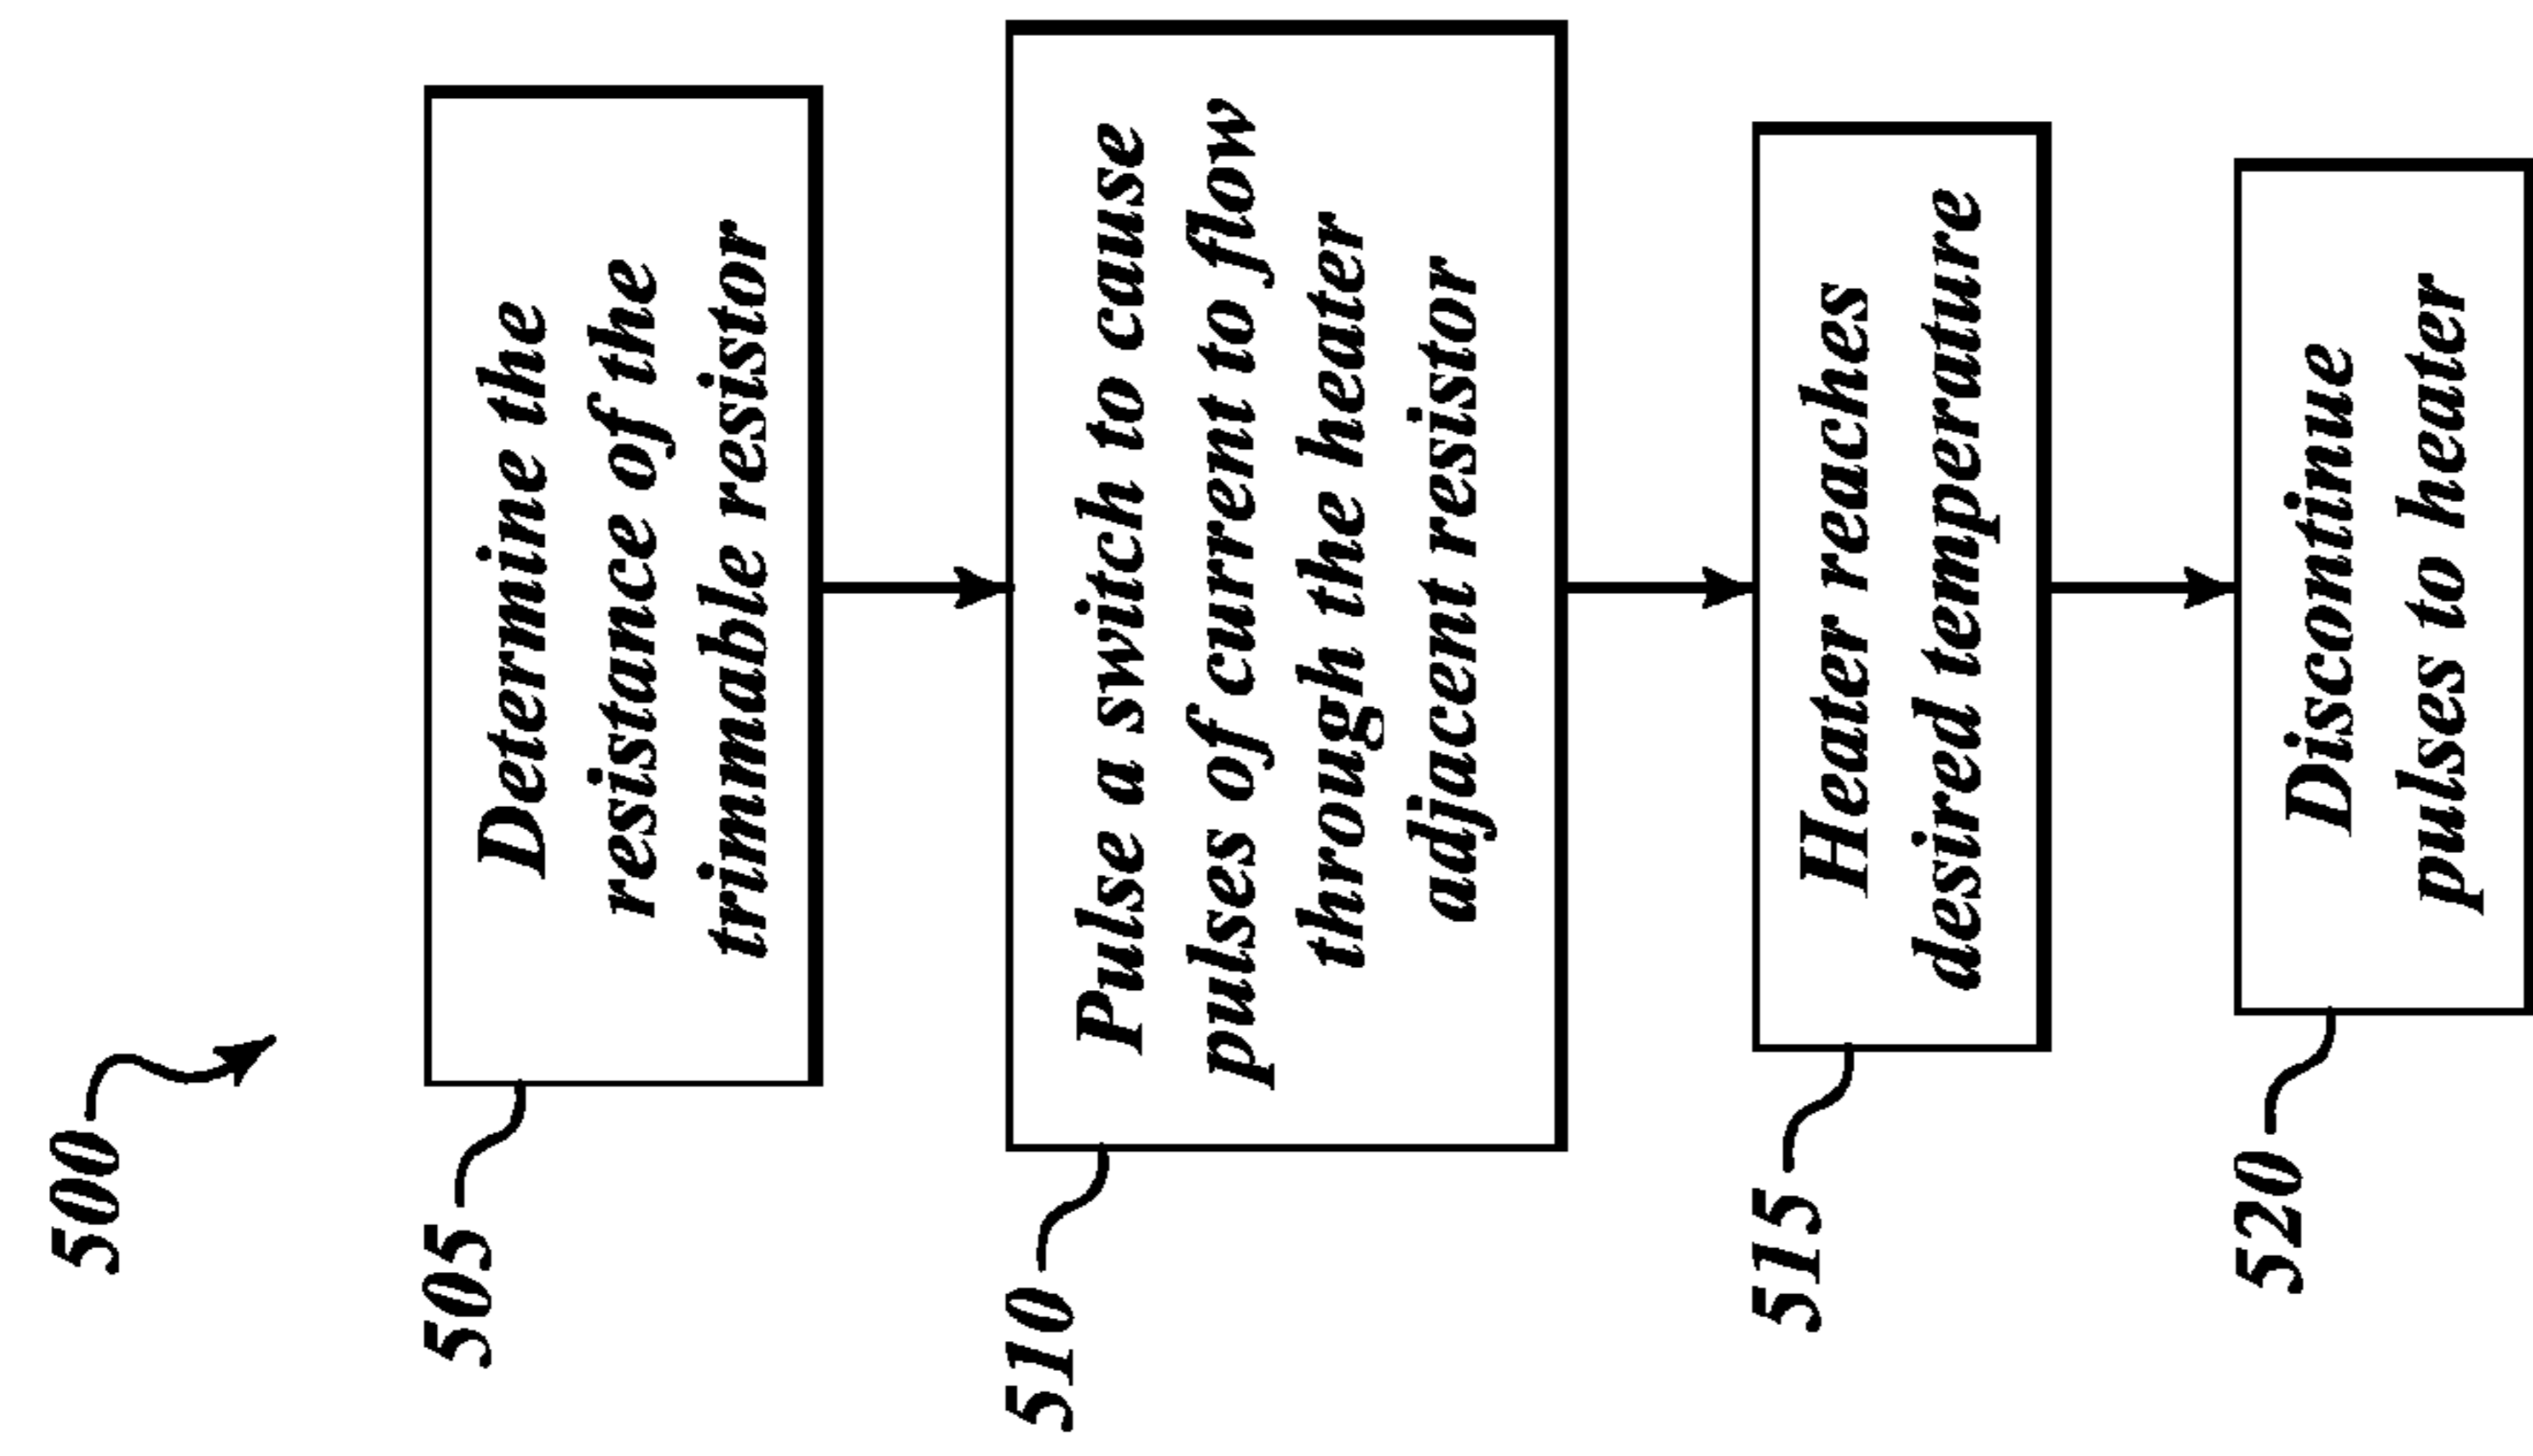 500
505
Determine the
resistance of the
trimmable resistor
510
Pulse a switch to cause
pulses of current to flow
through the heater
adjacent resistor
515
Heater reaches
desired temperature
520
Discontinue
pulses to heater